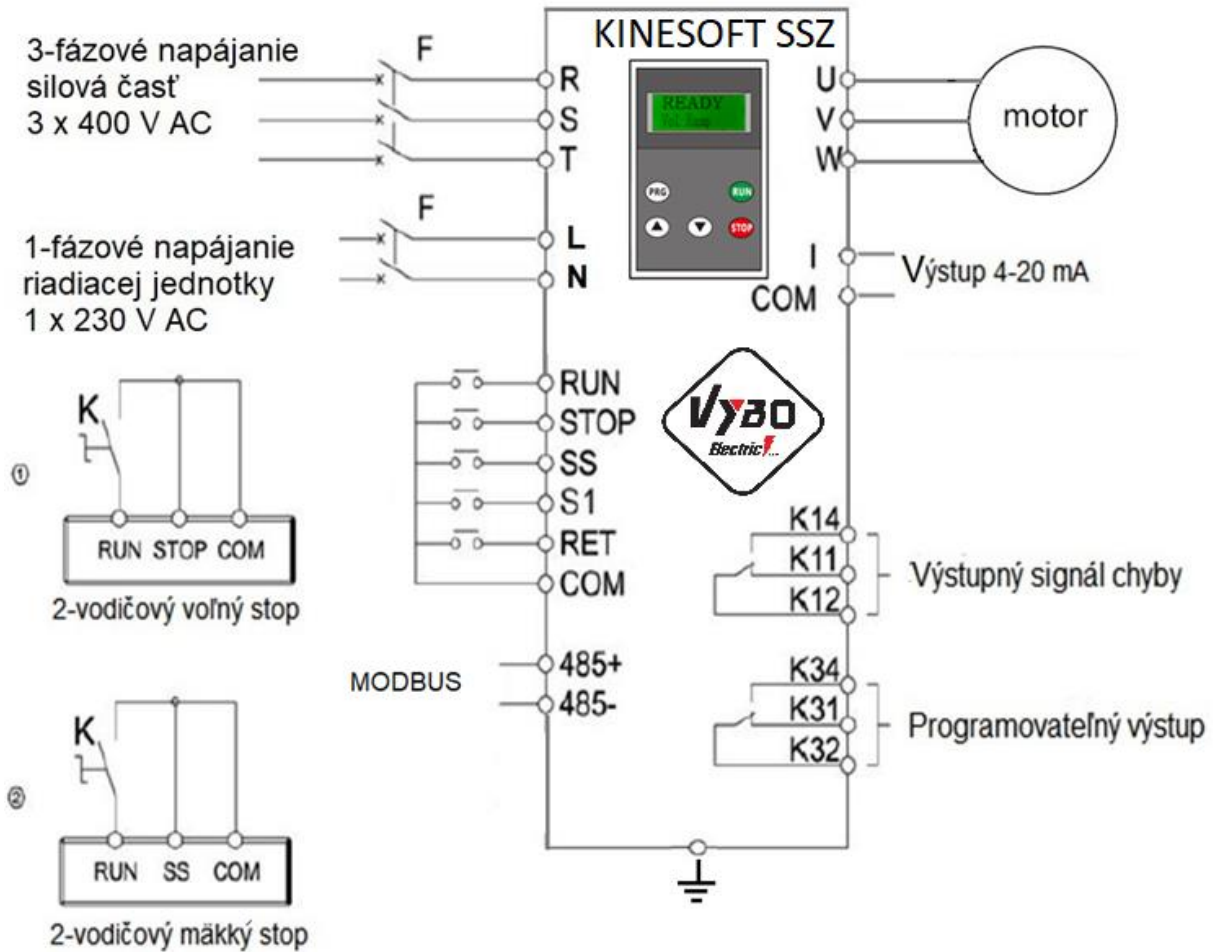 KINESOFT SSZ
3-fázové napájanie
silová časť
3 x 400 V AC
F
R
S
T
READY
PRG
RUN
STOP
U
V
W
motor
1-fázové napájanie
riadiacej jednotky
1 x 230 V AC
F
L
N
I
COM
Výstup 4-20 mA
K
①
RUN STOP COM
2-vodičový voľný stop
RUN
STOP
SS
S1
RET
COM
VYBO
Electric...
K14
K11
K12
Výstupný signál chyby
MODBUS
485+
485-
K34
K31
K32
Programovateľný výstup
K
②
RUN SS COM
2-vodičový mäkký stop